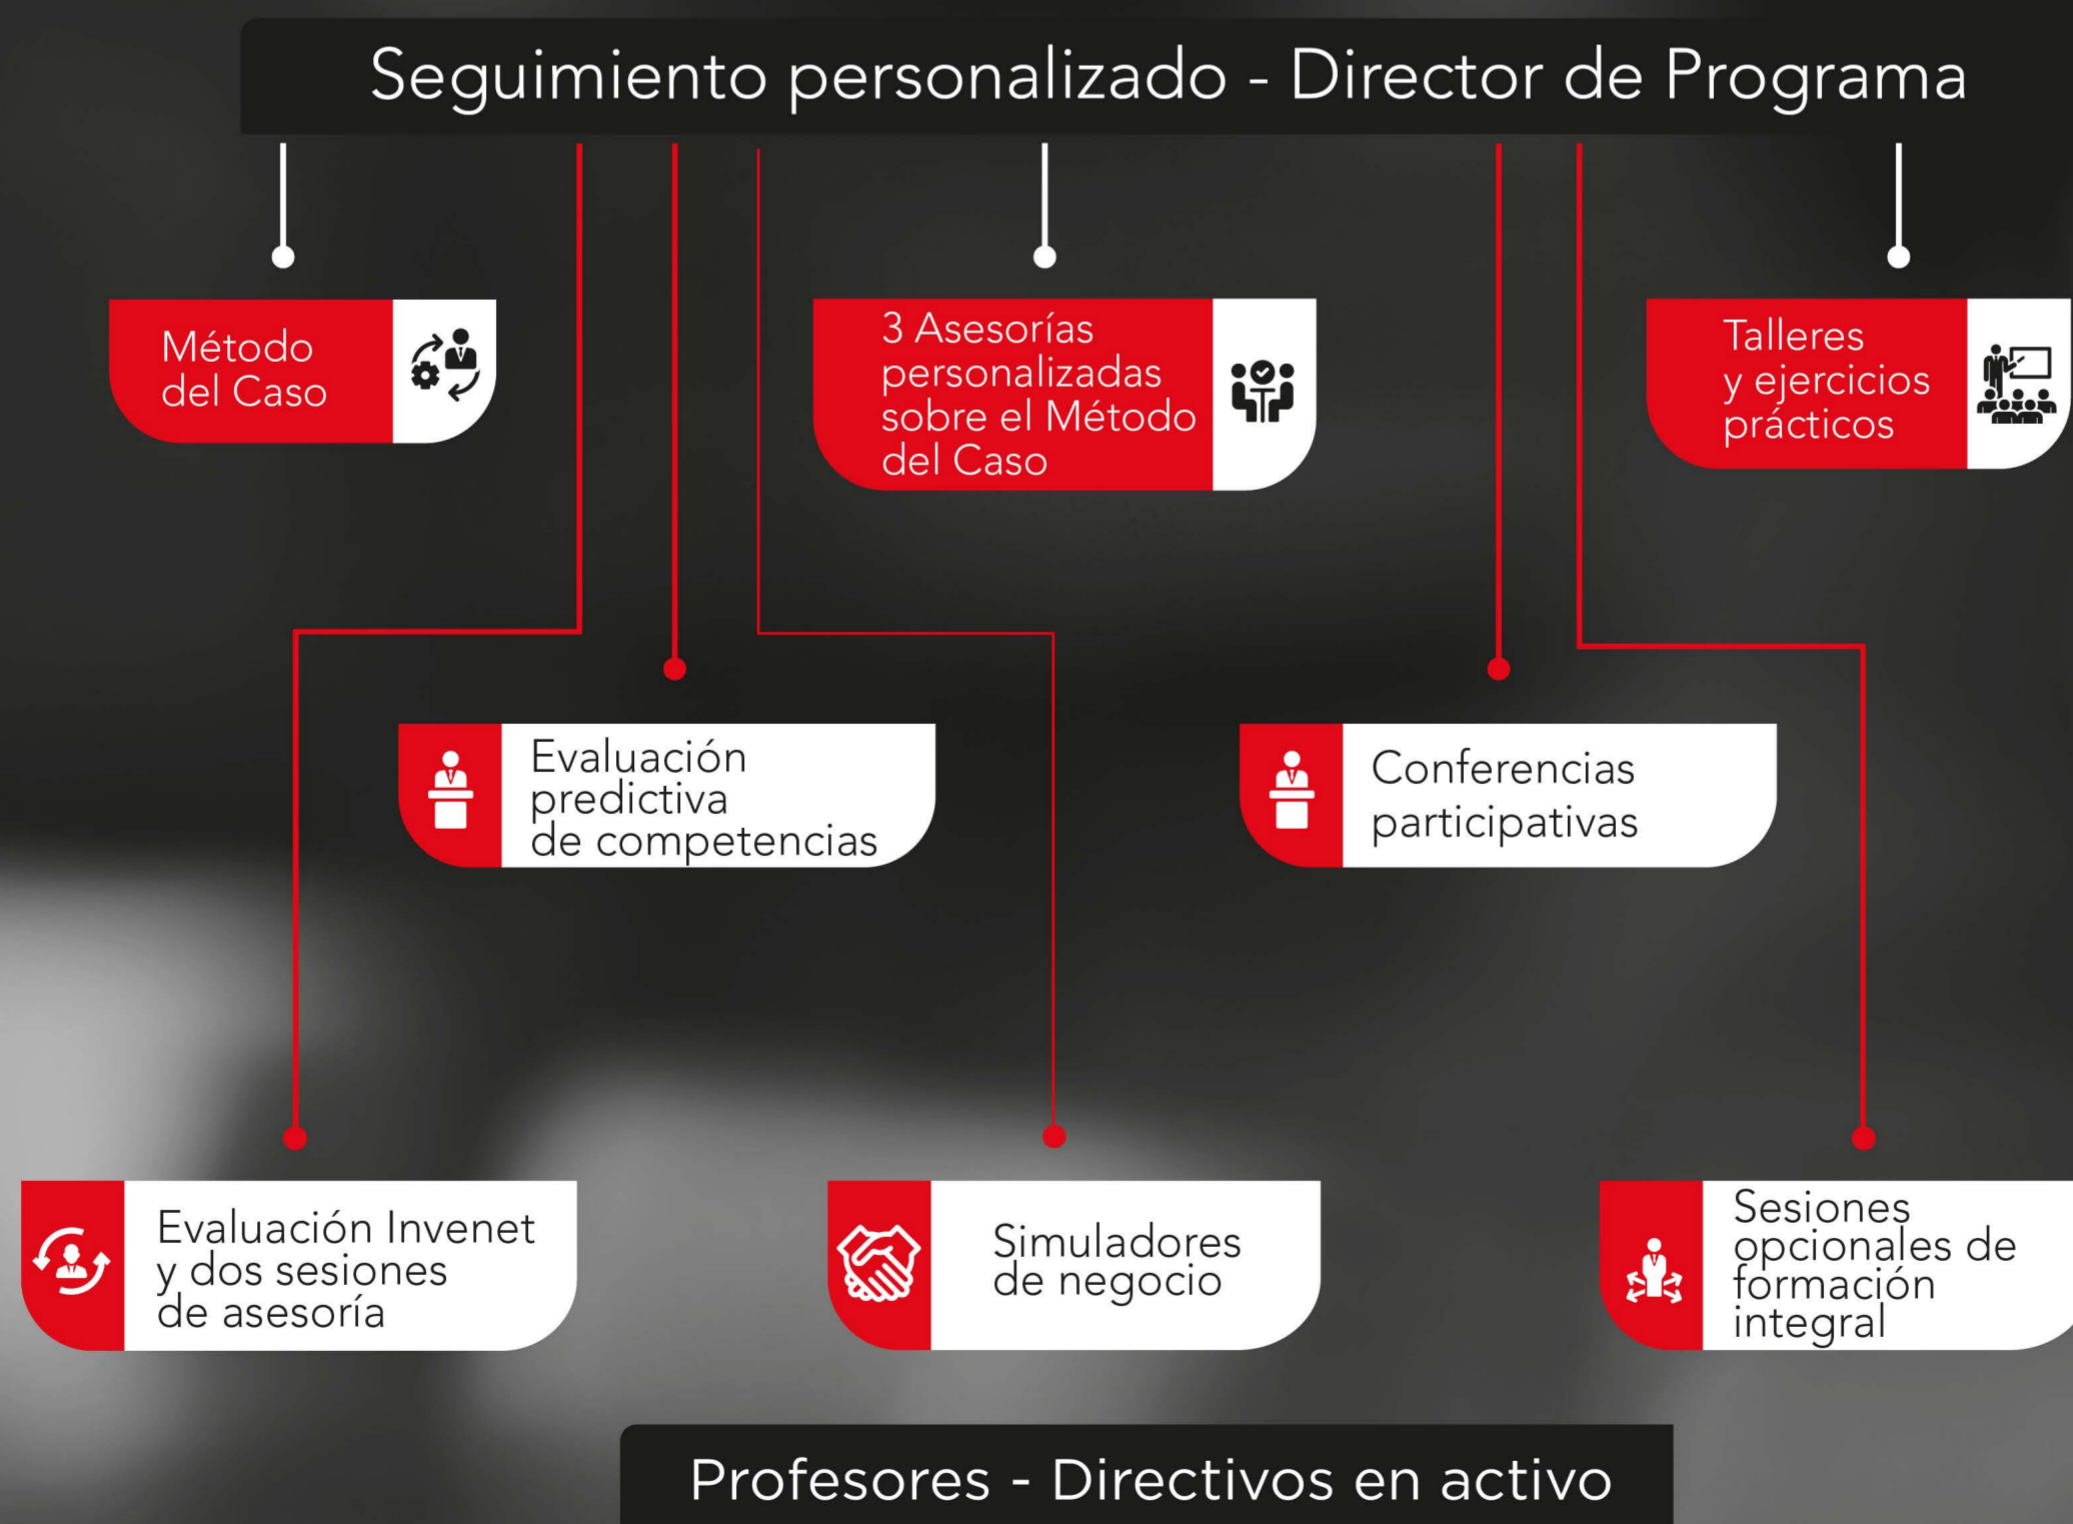 Seguimiento personalizado - Director de Programa
Método
del Caso
3 Asesorías
personalizadas
sobre el Método
del Caso
Talleres
y ejercicios
prácticos
Evaluación
predictiva
de competencias
Conferencias
participativas
Evaluación Invenet
y dos sesiones
de asesoría
Simuladores
de negocio
Sesiones
opcionales de
formación
integral
Profesores - Directivos en activo